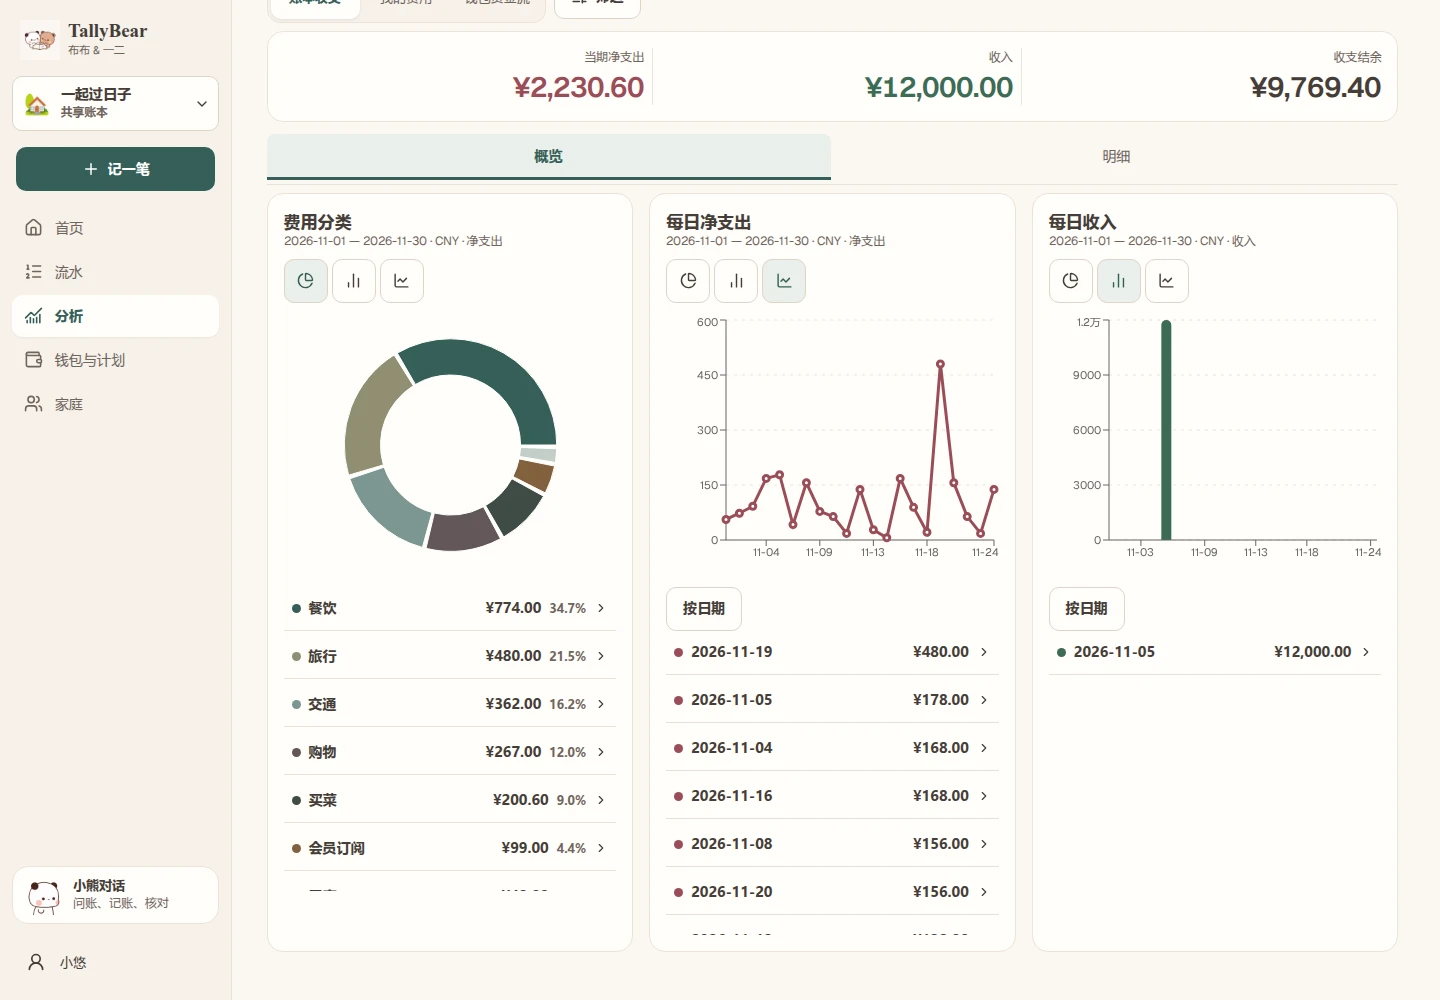 TallyBear
布布 & 一二
一起过日子
共享账本
记一笔
首页
流水
分析
钱包与计划
家庭
小熊对话
问账、记账、核对
小悠
当期净支出
¥2,230.60
收入
¥12,000.00
收支结余
¥9,769.40
概览
明细
费用分类
2026-11-01 — 2026-11-30 · CNY · 净支出
餐饮 ¥774.00 34.7%
旅行 ¥480.00 21.5%
交通 ¥362.00 16.2%
购物 ¥267.00 12.0%
买菜 ¥200.60 9.0%
会员订阅 ¥99.00 4.4%
每日净支出
2026-11-01 — 2026-11-30 · CNY · 净支出
600
450
300
150
0
11-04 11-09 11-13 11-18 11-24
按日期
2026-11-19 ¥480.00
2026-11-05 ¥178.00
2026-11-04 ¥168.00
2026-11-16 ¥168.00
2026-11-08 ¥156.00
2026-11-20 ¥156.00
每日收入
2026-11-01 — 2026-11-30 · CNY · 收入
1.2万
9000
6000
3000
0
11-03 11-09 11-13 11-18 11-24
按日期
2026-11-05 ¥12,000.00